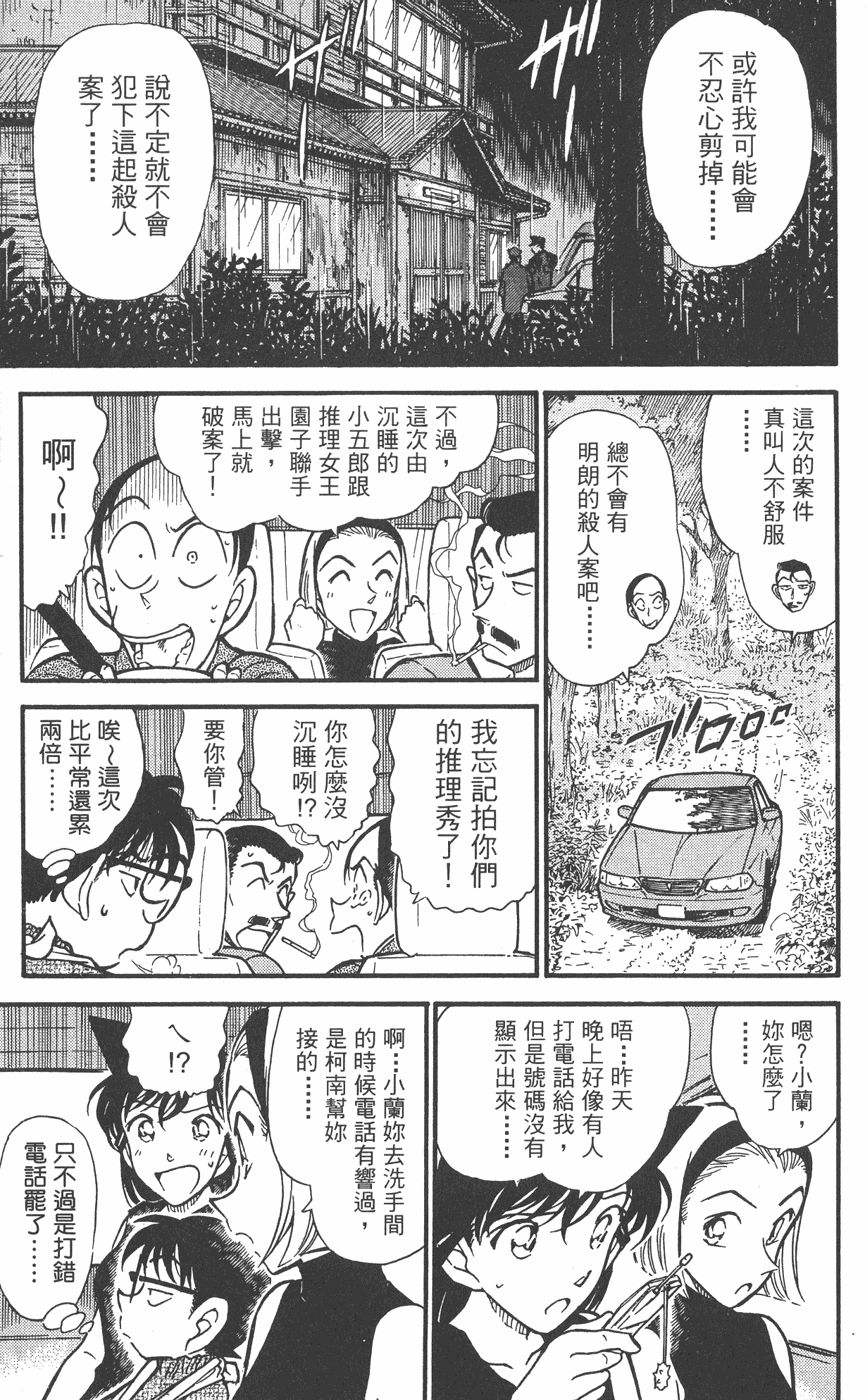 或許我可能會
不忍心剪掉……
說不定就不會
犯下這起殺人
案了……
這次的案件
真叫人不舒服
……
總不會有
明朗的殺人案吧……
ブロロロ
不過，
這次由
沉睡的
小五郎跟
推理女王
園子聯手
出擊，
馬上就
破案了！
啊～!!
我忘記拍你們
的推理秀了！
你怎麼沒
沉睡咧!?
要你管！
唉～這次
比平常還累
兩倍……
嗯？小蘭，
妳怎麼了
……
唔…昨天
晚上好像有人
打電話給我，
但是號碼沒有
顯示出來……
啊…小蘭妳去洗手間
的時候電話有響過，
是柯南幫妳
接的……
ㄟ!?
只不過是打錯
電話罷了……